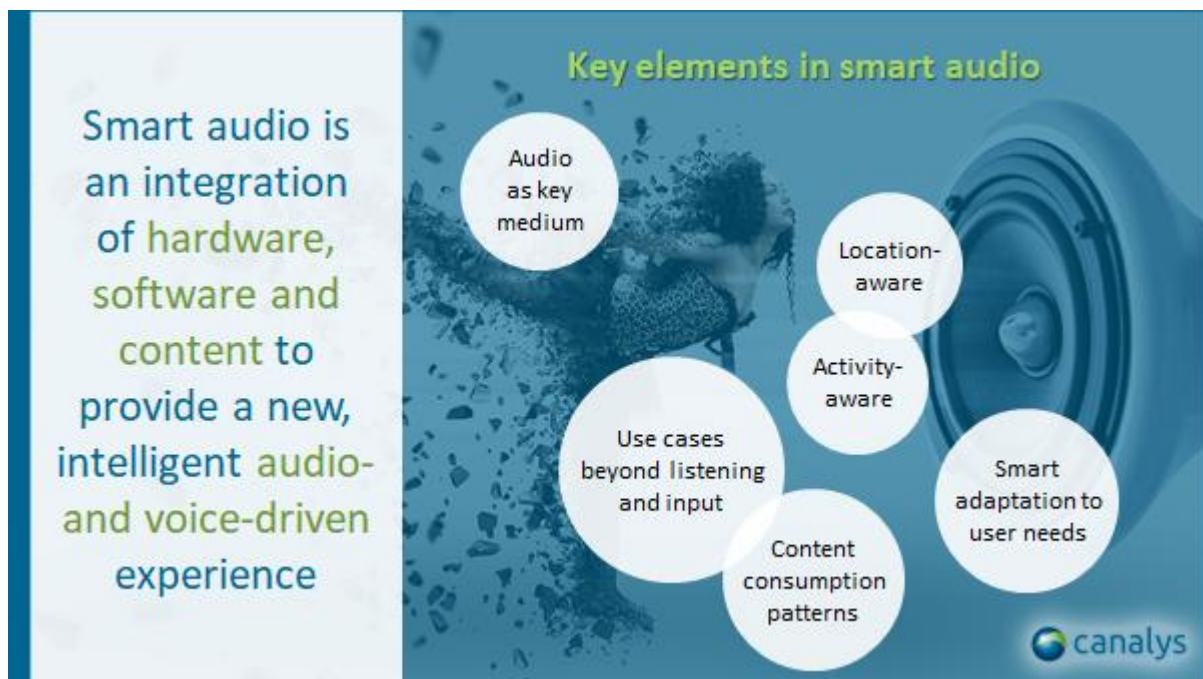 Smart audio is
an integration
of hardware,
software and
content to
provide a new,
intelligent audio-
and voice-driven
experience
Key elements in smart audio
Audio
as key
medium
Location-
aware
Activity-
aware
Use cases
beyond listening
and input
Smart
adaptation to
user needs
Content
consumption
patterns
canalys